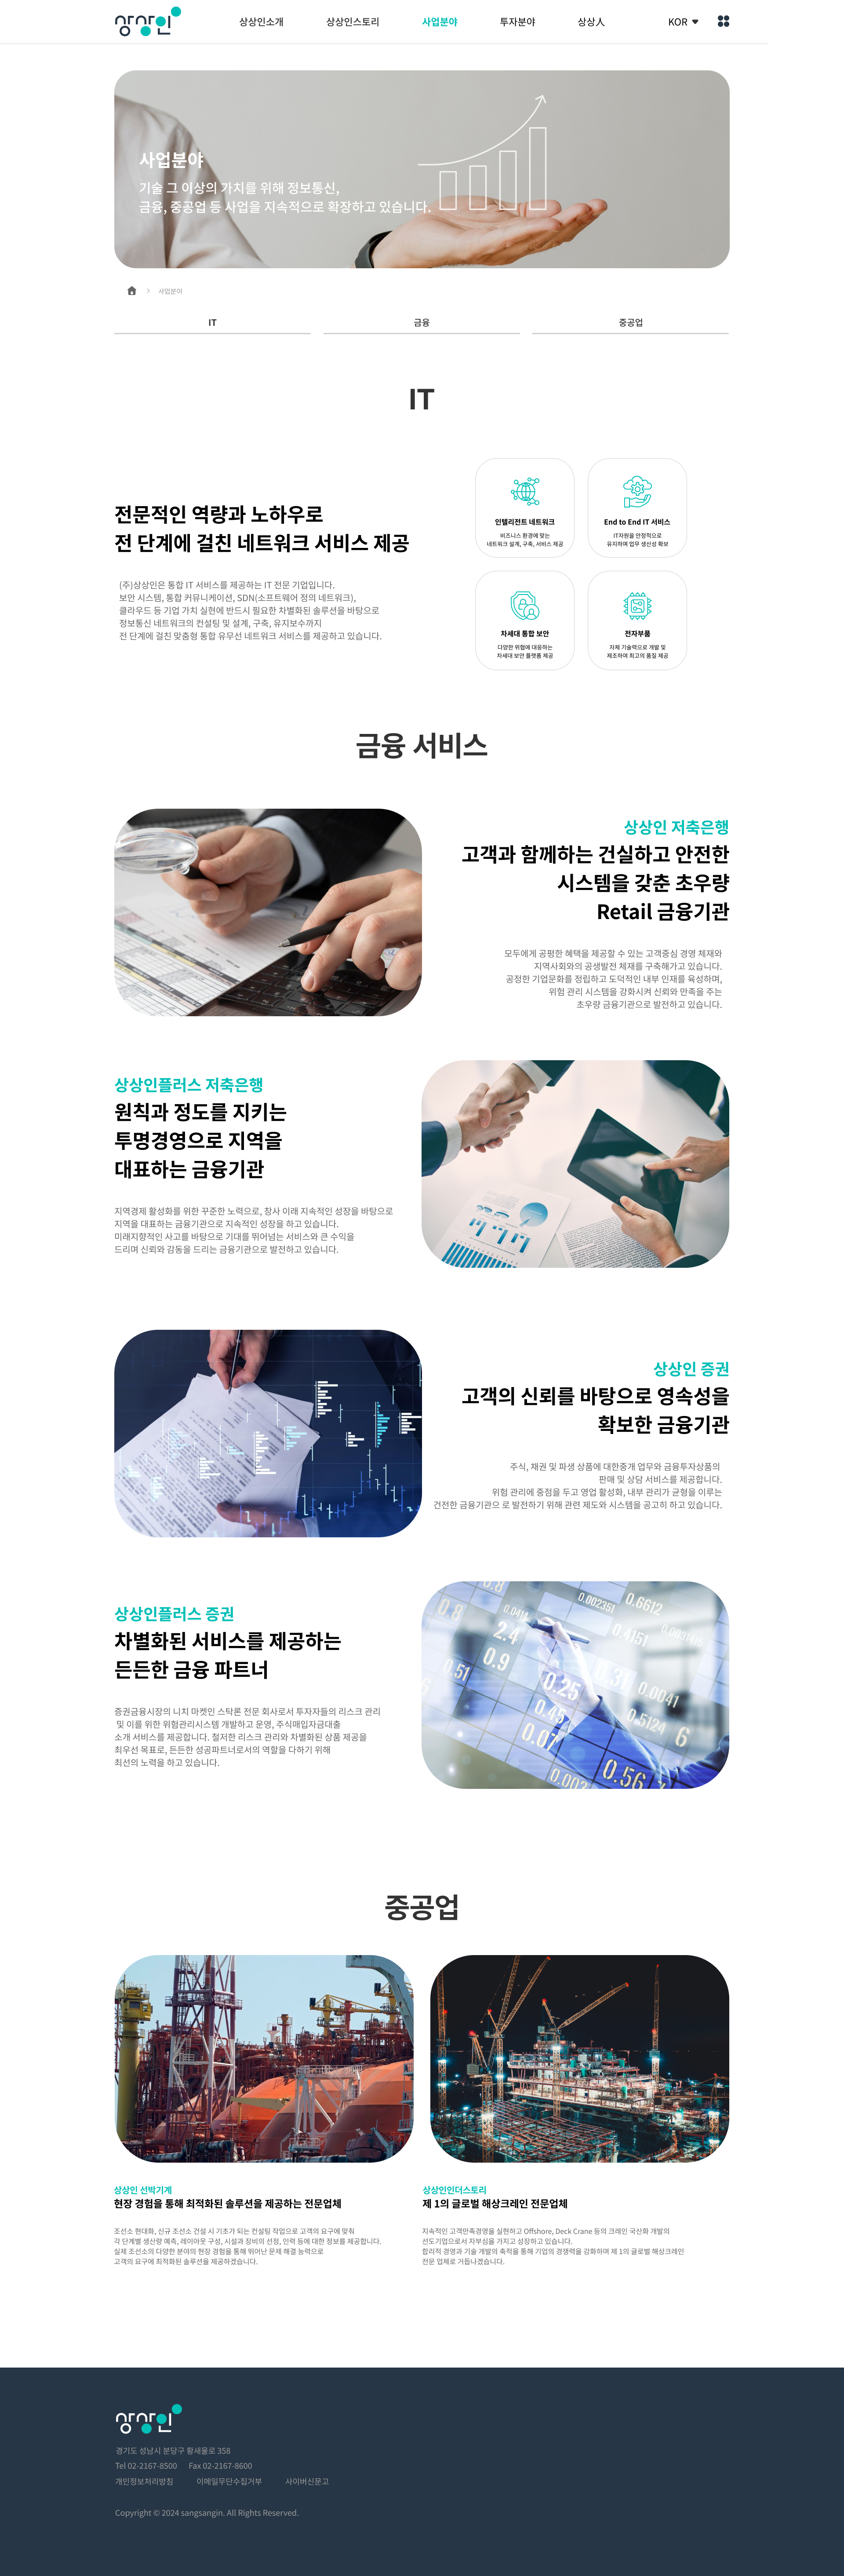 상상인
상상인소개
상상인스토리
사업분야
투자분야
상상人
KOR
사업분야
기술 그 이상의 가치를 위해 정보통신,
금융, 중공업 등 사업을 지속적으로 확장하고 있습니다.
사업분야
IT
금융
중공업
IT
전문적인 역량과 노하우로
전 단계에 걸친 네트워크 서비스 제공
(주)상상인은 통합 IT 서비스를 제공하는 IT 전문 기업입니다.
보안 시스템, 통합 커뮤니케이션, SDN(소프트웨어 정의 네트워크),
클라우드 등 기업 가치 실현에 반드시 필요한 차별화된 솔루션을 바탕으로
정보통신 네트워크의 컨설팅 및 설계, 구축, 유지보수까지
전 단계에 걸친 맞춤형 통합 유무선 네트워크 서비스를 제공하고 있습니다.
인텔리전트 네트워크
비즈니스 환경에 맞는
네트워크 설계, 구축, 서비스 제공
End to End IT 서비스
IT자원을 안정적으로
유지하며 업무 생산성 확보
차세대 통합 보안
다양한 위협에 대응하는
차세대 보안 플랫폼 제공
전자부품
자체 기술력으로 개발 및
제조하여 최고의 품질 제공
금융 서비스
상상인 저축은행
고객과 함께하는 건실하고 안전한
시스템을 갖춘 초우량
Retail 금융기관
모두에게 공평한 혜택을 제공할 수 있는 고객중심 경영 체재와
지역사회와의 공생발전 체재를 구축해가고 있습니다.
공정한 기업문화를 정립하고 도덕적인 내부 인재를 육성하며,
위험 관리 시스템을 강화시켜 신뢰와 만족을 주는
초우량 금융기관으로 발전하고 있습니다.
상상인플러스 저축은행
원칙과 정도를 지키는
투명경영으로 지역을
대표하는 금융기관
지역경제 활성화를 위한 꾸준한 노력으로, 창사 이래 지속적인 성장을 바탕으로
지역을 대표하는 금융기관으로 지속적인 성장을 하고 있습니다.
미래지향적인 사고를 바탕으로 기대를 뛰어넘는 서비스와 큰 수익을
드리며 신뢰와 감동을 드리는 금융기관으로 발전하고 있습니다.
상상인 증권
고객의 신뢰를 바탕으로 영속성을
확보한 금융기관
주식, 채권 및 파생 상품에 대한중개 업무와 금융투자상품의
판매 및 상담 서비스를 제공합니다.
위험 관리에 중점을 두고 영업 활성화, 내부 관리가 균형을 이루는
건전한 금융기관으 로 발전하기 위해 관련 제도와 시스템을 공고히 하고 있습니다.
상상인플러스 증권
차별화된 서비스를 제공하는
든든한 금융 파트너
증권금융시장의 니치 마켓인 스탁론 전문 회사로서 투자자들의 리스크 관리
및 이를 위한 위험관리시스템 개발하고 운영, 주식매입자금대출
소개 서비스를 제공합니다. 철저한 리스크 관리와 차별화된 상품 제공을
최우선 목표로, 든든한 성공파트너로서의 역할을 다하기 위해
최선의 노력을 하고 있습니다.
0.8
0.002351
0.6612
0.8
0.0411
2.4
0.4151
0.0031415
0.9
0.51
0.25
0.37
0.0041
0.45
0.5124
6
0.07
0.002
0.56
중공업
상상인 선박기계
현장 경험을 통해 최적화된 솔루션을 제공하는 전문업체
조선소 현대화, 신규 조선소 건설 시 기초가 되는 컨설팅 작업으로 고객의 요구에 맞춰
각 단계별 생산량 예측, 레이아웃 구성, 시설과 장비의 선정, 인력 등에 대한 정보를 제공합니다.
실제 조선소의 다양한 분야의 현장 경험을 통해 뛰어난 문제 해결 능력으로
고객의 요구에 최적화된 솔루션을 제공하겠습니다.
상상인인더스토리
제 1의 글로벌 해상크레인 전문업체
지속적인 고객만족경영을 실현하고 Offshore, Deck Crane 등의 크레인 국산화 개발의
선도기업으로서 자부심을 가지고 성장하고 있습니다.
합리적 경영과 기술 개발의 축적을 통해 기업의 경쟁력을 강화하며 제 1의 글로벌 해상크레인
전문 업체로 거듭나겠습니다.
상상인
경기도 성남시 분당구 황새울로 358
Tel 02-2167-8500 Fax 02-2167-8600
개인정보처리방침 이메일무단수집거부 사이버신문고
Copyright © 2024 sangsangin. All Rights Reserved.